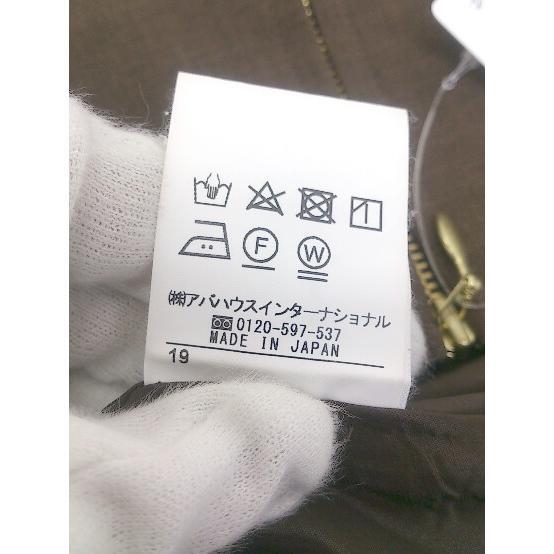 F
W
㈱アバハウスインターナショナル
0120-597-537
MADE IN JAPAN
19